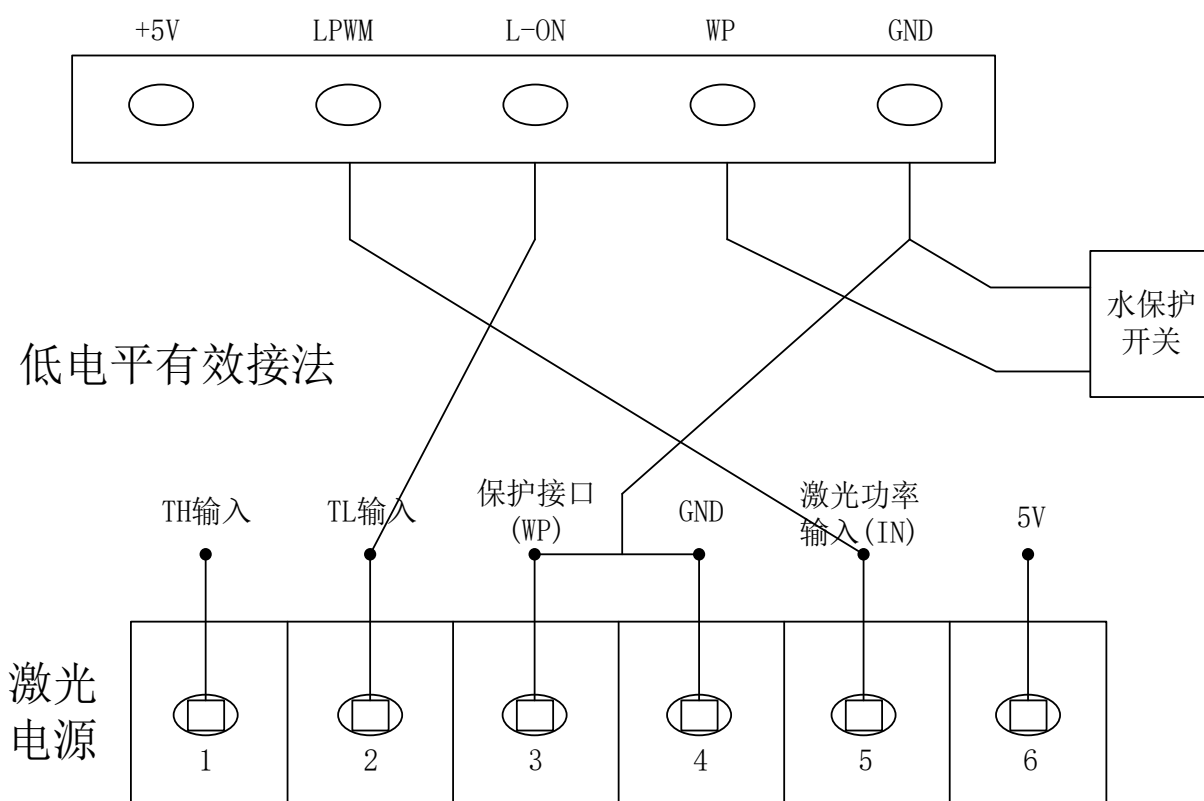 +5V LPWM L-ON WP GND
水保护
开关
低电平有效接法
TH输入 TL输入 保护接口
(WP) GND 激光功率
输入(IN) 5V
激光
电源
1 2 3 4 5 6